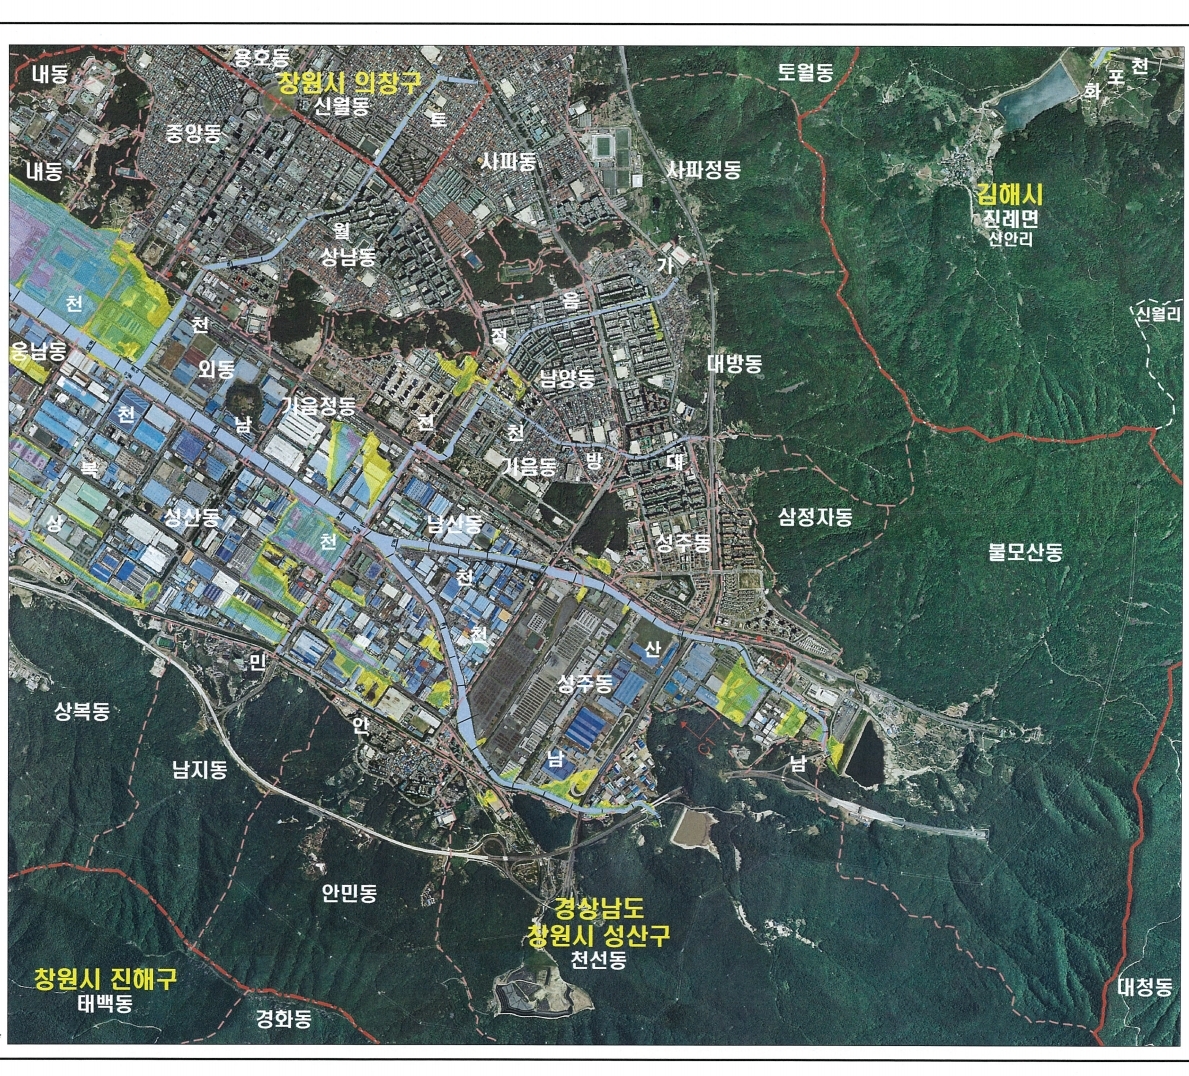 용호동
내동
창원시 의창구
신월동
토월동
천
포
화
중앙동
토
사파동
사파정동
내동
김해시
진례면
신안리
월
상남동
가
음
천
천
신월리
정
웅남동
외동
남양동
대방동
가음정동
천
남
천
천
가음동
방
대
복
상
성산동
남산동
삼정자동
천
성주동
불모산동
천
천
산
민
성주동
상복동
안
남지동
남
남
안민동
경상남도
창원시 성산구
천선동
창원시 진해구
태백동
경화동
대청동